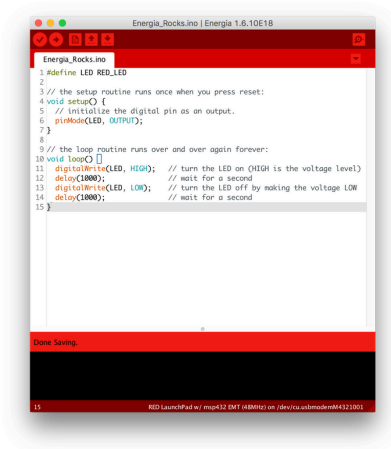 Energia_Rocks.ino | Energia 1.6.10E18
Energia_Rocks.ino
1 #define LED RED_LED
2
3 // the setup routine runs once when you press reset:
4 void setup() {
5 // initialize the digital pin as an output.
6 pinMode(LED, OUTPUT);
7 }
8
9 // the loop routine runs over and over again forever:
10 void loop() {
11 digitalWrite(LED, HIGH); // turn the LED on (HIGH is the voltage level)
12 delay(1000); // wait for a second
13 digitalWrite(LED, LOW); // turn the LED off by making the voltage LOW
14 delay(1000); // wait for a second
15 }
Done Saving.
15 RED LaunchPad w/ msp432 EMT (48MHz) on /dev/cu.usbmodemM4321001